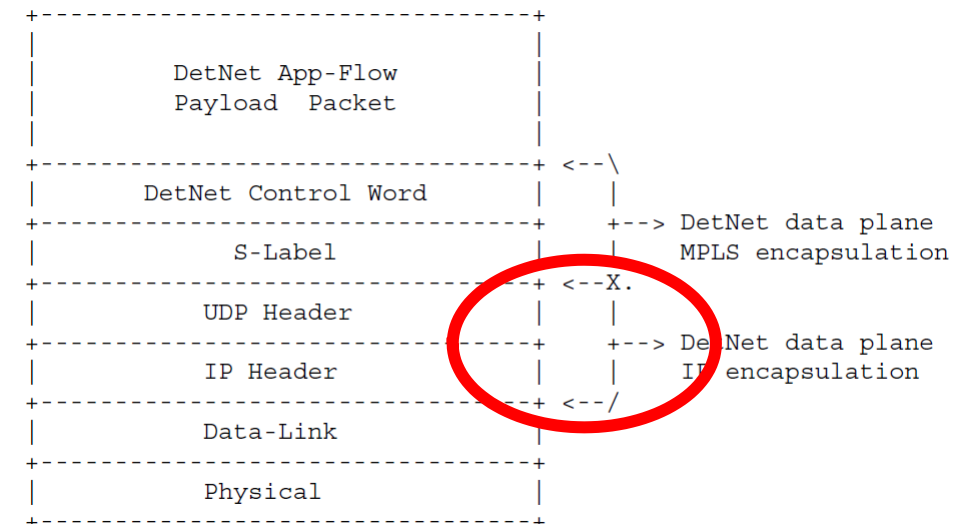 +---------------------------------+
|                                 |
|         DetNet App-Flow         |
|         Payload  Packet         |
|                                 |
+---------------------------------+ <--\
|       DetNet Control Word       |    |
+---------------------------------+    +--> DetNet data plane
|             S-Label             |    |    MPLS encapsulation
+---------------------------------+ <--X.
|           UDP Header            |    |
+---------------------------------+    +--> DetNet data plane
|           IP Header             |    |    IP encapsulation
+---------------------------------+ <--/
|           Data-Link             |
+---------------------------------+
|           Physical              |
+---------------------------------+